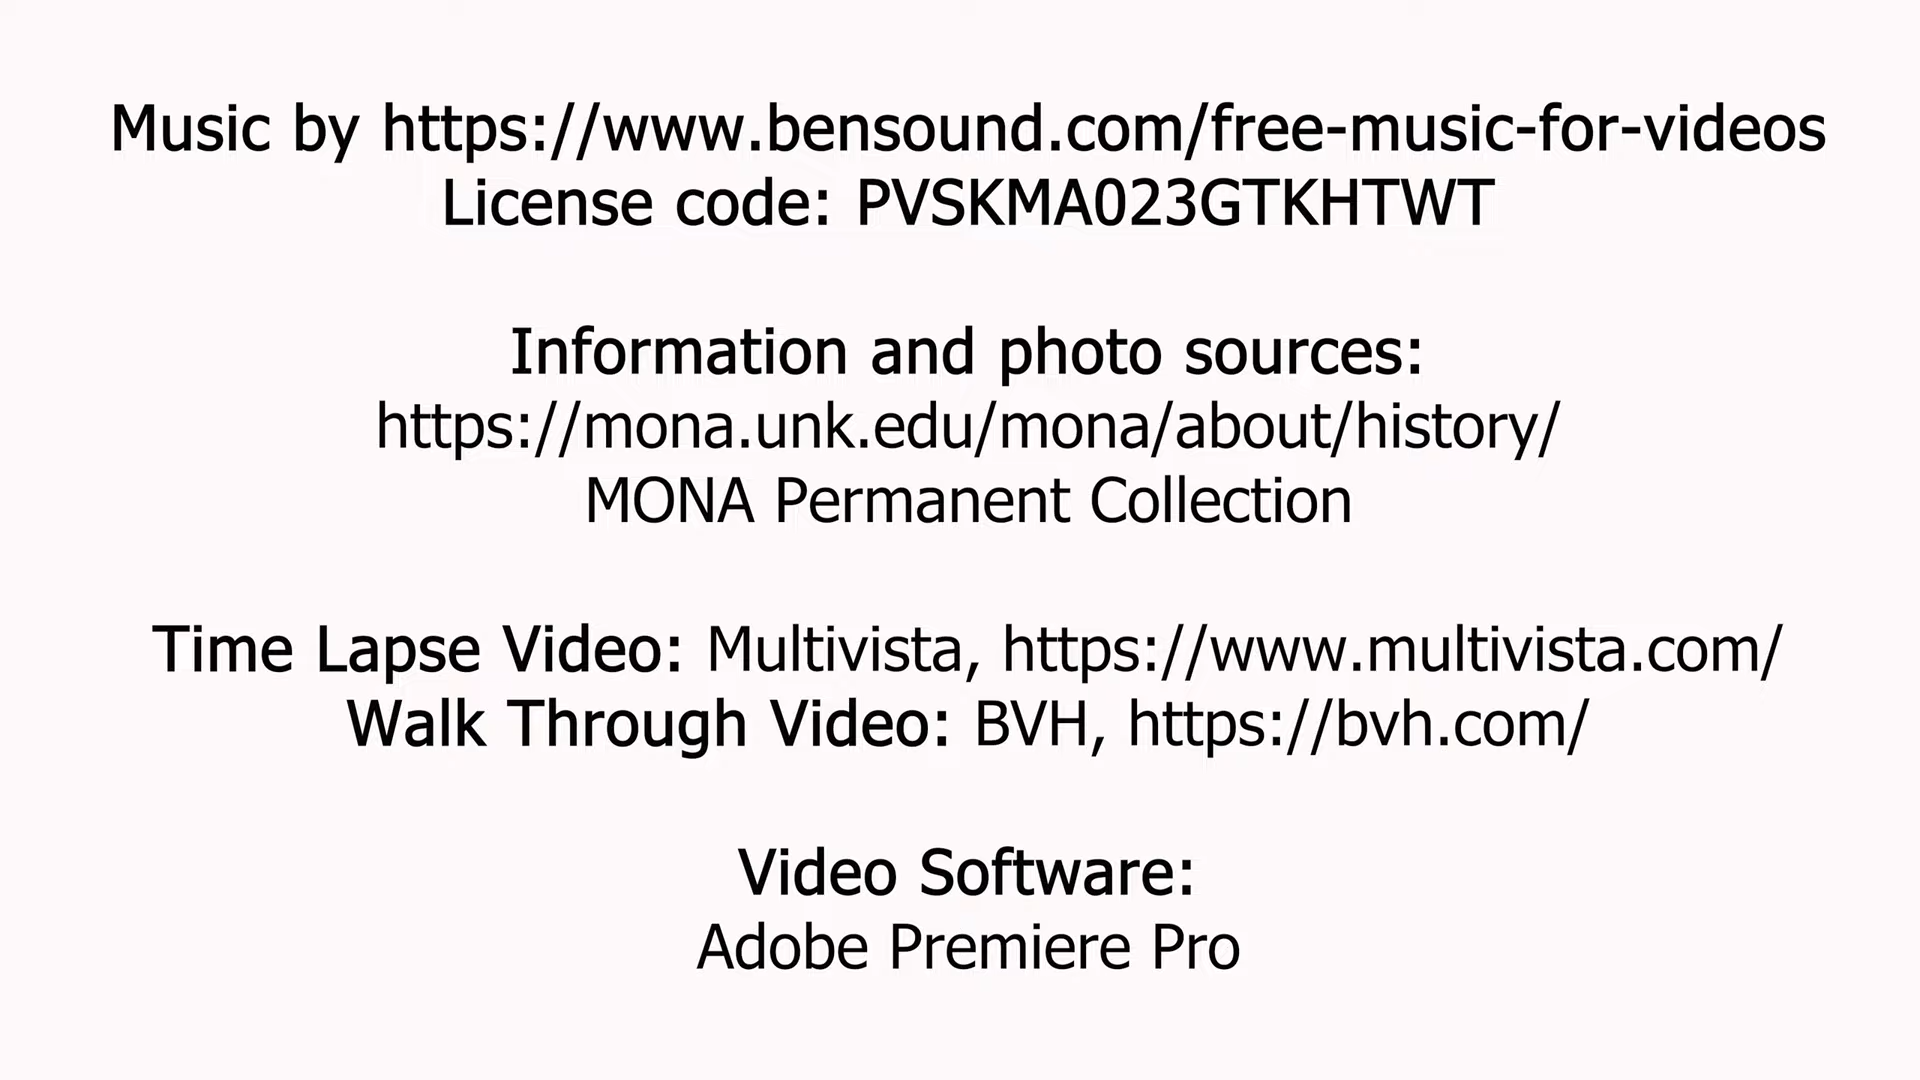 Music by https://www.bensound.com/free-music-for-videos
License code: PVSKMA023GTKHTWT
Information and photo sources:
https://mona.unk.edu/mona/about/history/
MONA Permanent Collection
Time Lapse Video: Multivista, https://www.multivista.com/
Walk Through Video: BVH, https://bvh.com/
Video Software:
Adobe Premiere Pro